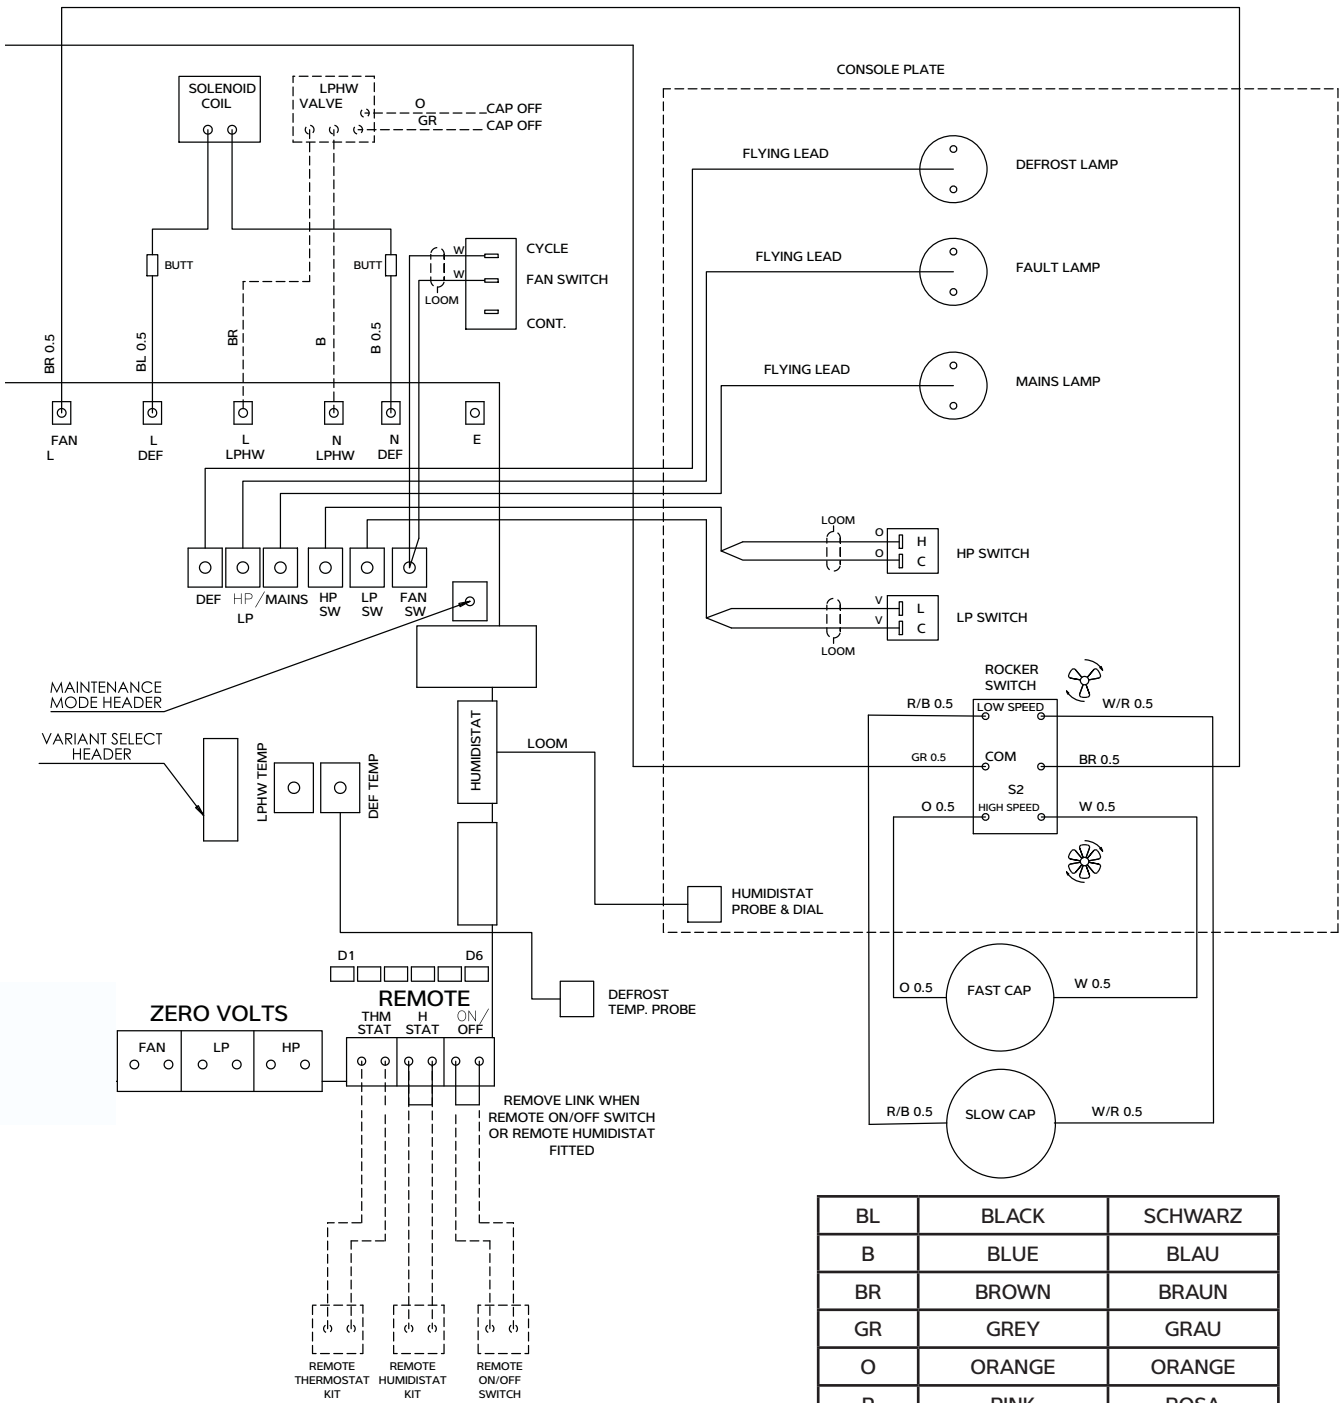 CONSOLE PLATE
SOLENOID
COIL
LPHW
VALVE
O
CAP OFF
GR
CAP OFF
FLYING LEAD
DEFROST LAMP
BUTT
BUTT
W
CYCLE
W
FAN SWITCH
LOOM
CONT.
FLYING LEAD
FAULT LAMP
BR 0.5
BL 0.5
BR
B
B 0.5
FLYING LEAD
MAINS LAMP
FAN
L
L
DEF
L
LPHW
N
LPHW
N
DEF
E
LOOM
O
H
O
C
HP SWITCH
DEF
HP/
LP
MAINS
HP
SW
LP
SW
FAN
SW
V
L
V
C
LP SWITCH
LOOM
MAINTENANCE
MODE HEADER
VARIANT SELECT
HEADER
LPHW TEMP
DEF TEMP
HUMIDISTAT
LOOM
ROCKER
SWITCH
R/B 0.5
LOW SPEED
W/R 0.5
GR 0.5
COM
BR 0.5
S2
O 0.5
HIGH SPEED
W 0.5
HUMIDISTAT
PROBE & DIAL
D1
D6
O 0.5
FAST CAP
W 0.5
DEFROST
TEMP. PROBE
ZERO VOLTS
FAN
LP
HP
REMOTE
THM
STAT
H
STAT
ON/
OFF
REMOVE LINK WHEN
REMOTE ON/OFF SWITCH
OR REMOTE HUMIDISTAT
FITTED
R/B 0.5
SLOW CAP
W/R 0.5
REMOTE
THERMOSTAT
KIT
REMOTE
HUMIDISTAT
KIT
REMOTE
ON/OFF
SWITCH
BL BLACK SCHWARZ
B BLUE BLAU
BR BROWN BRAUN
GR GREY GRAU
O ORANGE ORANGE
P PINK ROSA